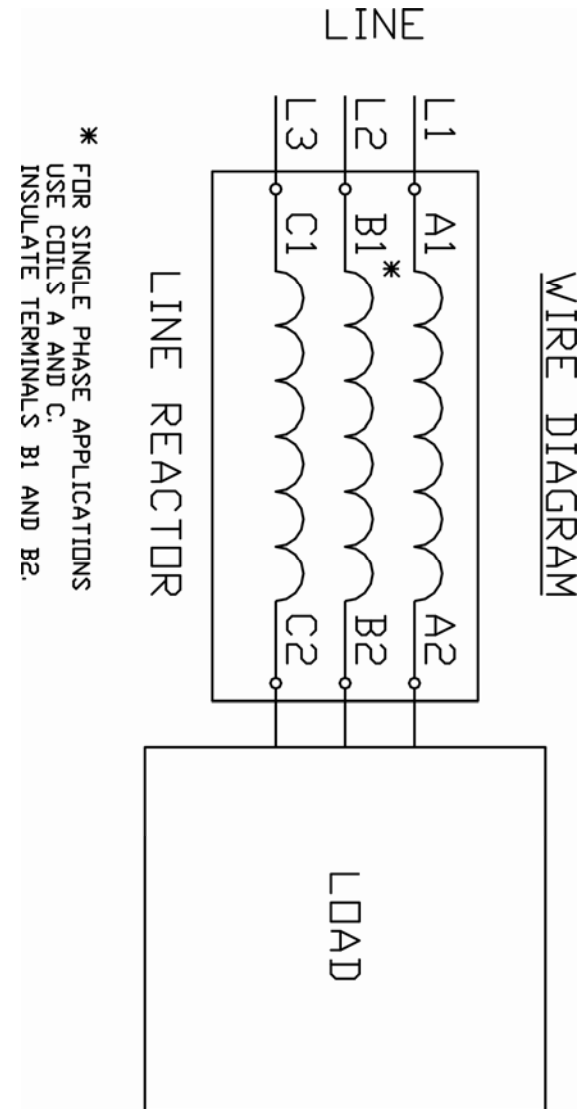 LINE
WIRE DIAGRAM
L1
L2
L3
A1
B1 *
C1
A2
B2
C2
LINE REACTOR
LOAD
* FOR SINGLE PHASE APPLICATIONS
USE COILS A AND C.
INSULATE TERMINALS B1 AND B2.